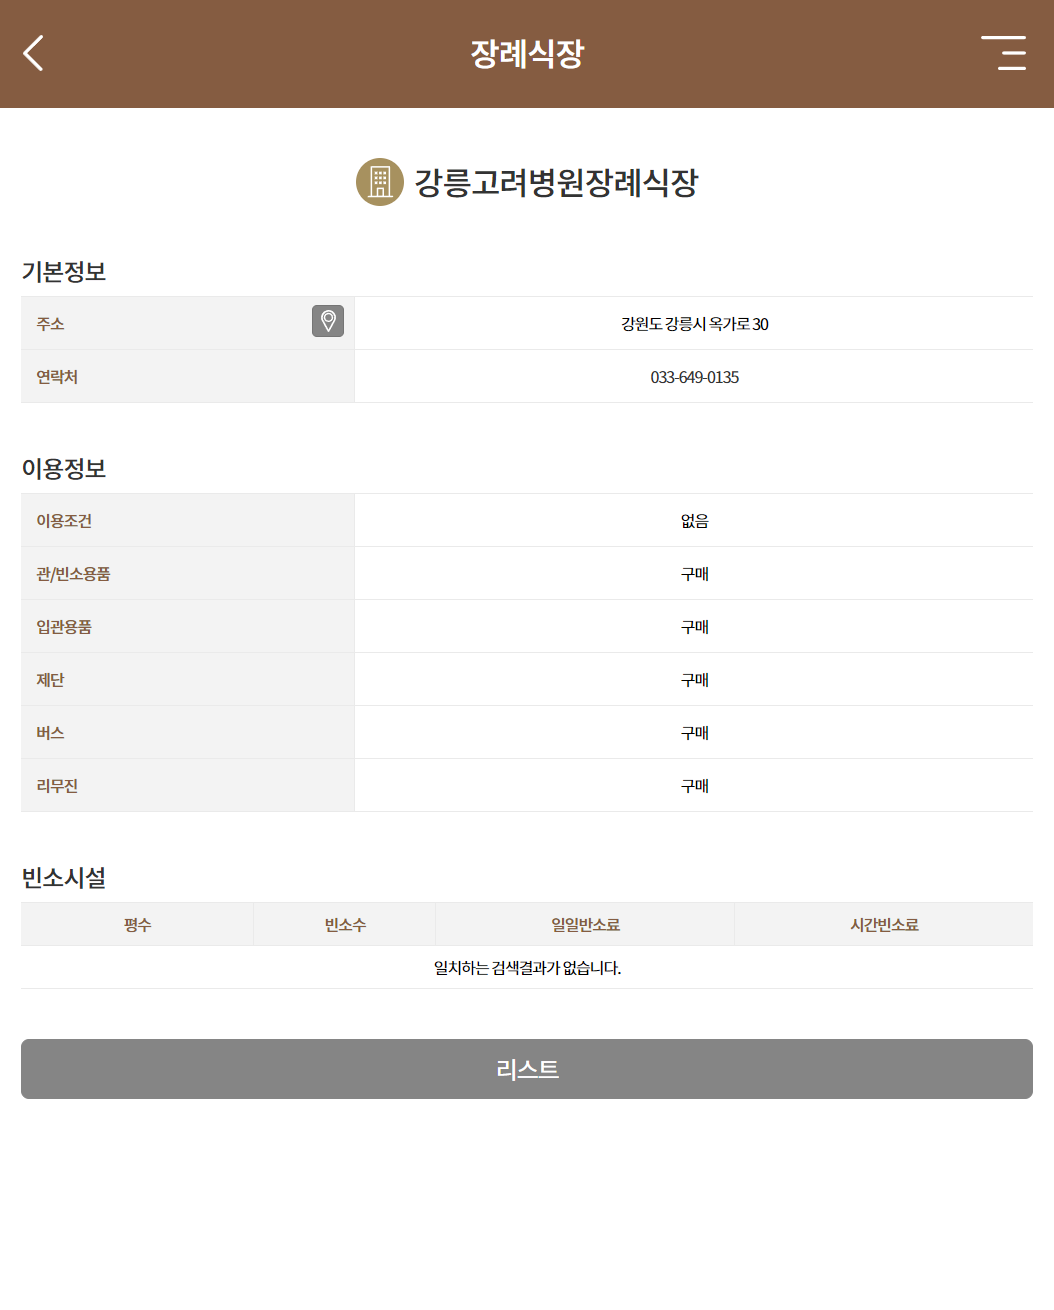 장례식장
강릉고려병원장례식장
기본정보
주소 강원도 강릉시 옥가로 30
연락처 033-649-0135
이용정보
이용조건 없음
관/빈소용품 구매
입관용품 구매
제단 구매
버스 구매
리무진 구매
빈소시설
평수 빈소수 일일반소료 시간빈소료
일치하는 검색결과가 없습니다.
리스트